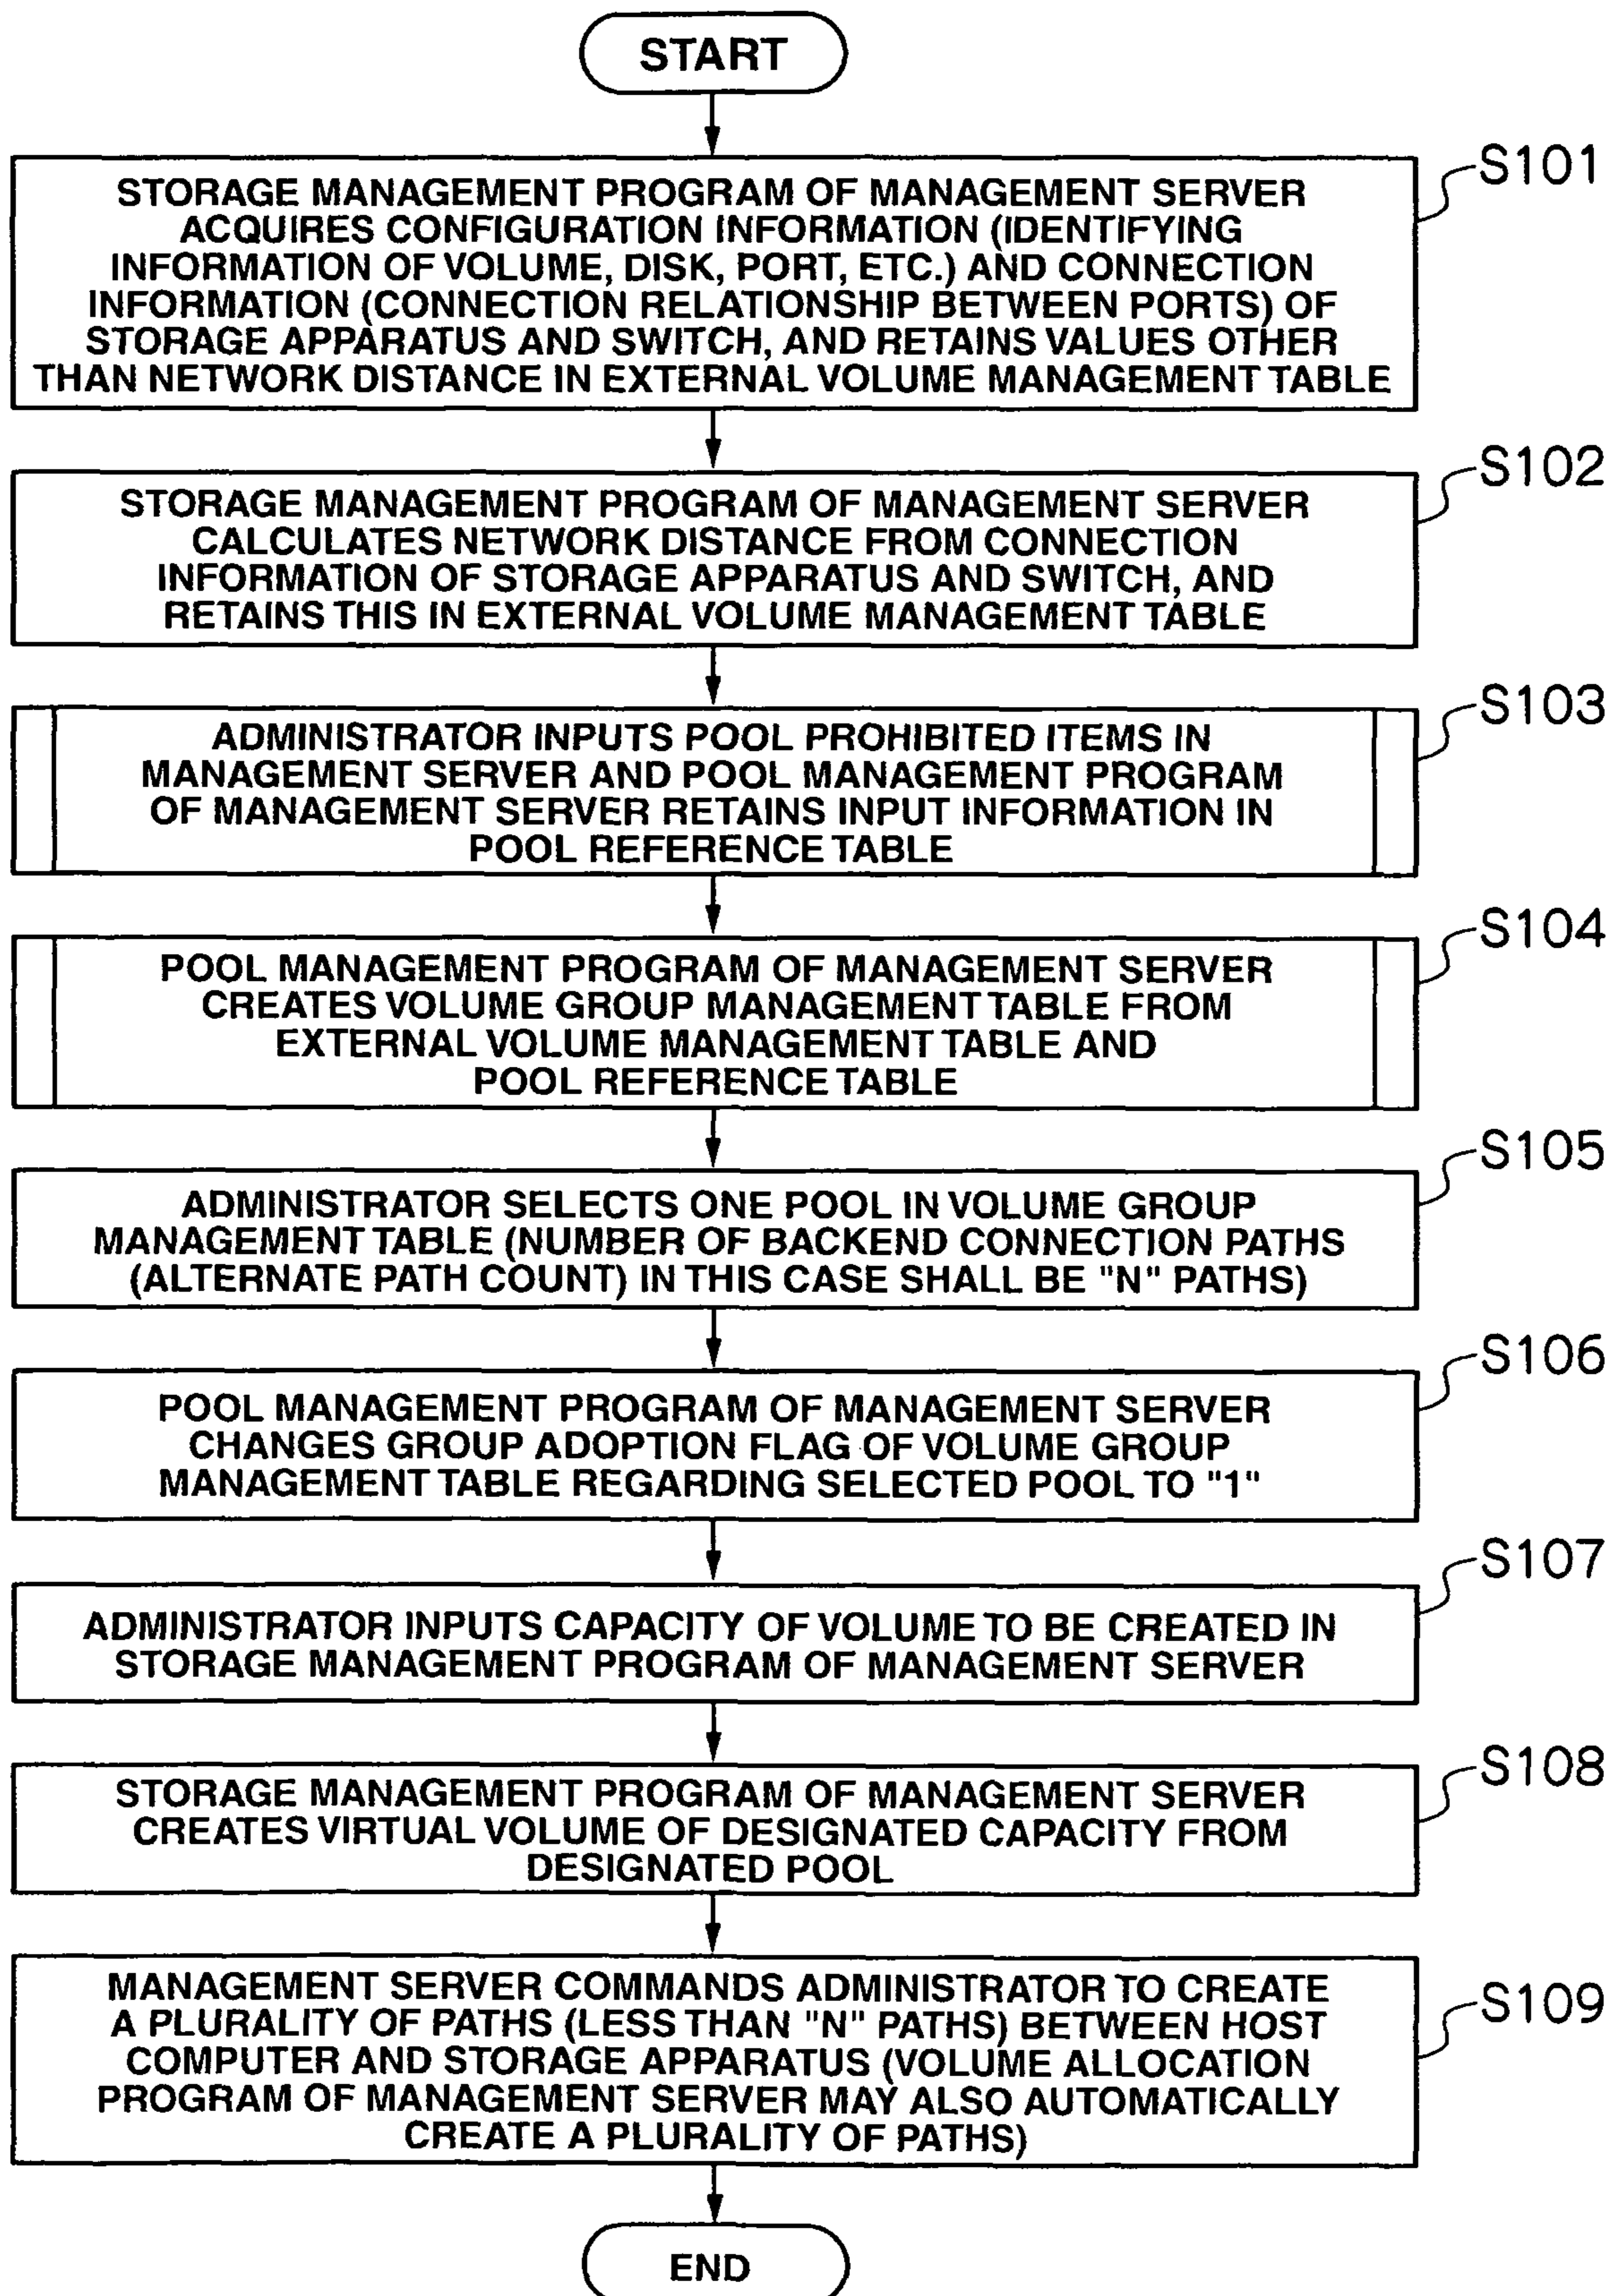 START
S101
STORAGE MANAGEMENT PROGRAM OF MANAGEMENT SERVER
ACQUIRES CONFIGURATION INFORMATION (IDENTIFYING
INFORMATION OF VOLUME, DISK, PORT, ETC.) AND CONNECTION
INFORMATION (CONNECTION RELATIONSHIP BETWEEN PORTS) OF
STORAGE APPARATUS AND SWITCH, AND RETAINS VALUES OTHER
THAN NETWORK DISTANCE IN EXTERNAL VOLUME MANAGEMENT TABLE
S102
STORAGE MANAGEMENT PROGRAM OF MANAGEMENT SERVER
CALCULATES NETWORK DISTANCE FROM CONNECTION
INFORMATION OF STORAGE APPARATUS AND SWITCH, AND
RETAINS THIS IN EXTERNAL VOLUME MANAGEMENT TABLE
S103
ADMINISTRATOR INPUTS POOL PROHIBITED ITEMS IN
MANAGEMENT SERVER AND POOL MANAGEMENT PROGRAM
OF MANAGEMENT SERVER RETAINS INPUT INFORMATION IN
POOL REFERENCE TABLE
S104
POOL MANAGEMENT PROGRAM OF MANAGEMENT SERVER
CREATES VOLUME GROUP MANAGEMENT TABLE FROM
EXTERNAL VOLUME MANAGEMENT TABLE AND
POOL REFERENCE TABLE
S105
ADMINISTRATOR SELECTS ONE POOL IN VOLUME GROUP
MANAGEMENT TABLE (NUMBER OF BACKEND CONNECTION PATHS
(ALTERNATE PATH COUNT) IN THIS CASE SHALL BE "N" PATHS)
S106
POOL MANAGEMENT PROGRAM OF MANAGEMENT SERVER
CHANGES GROUP ADOPTION FLAG OF VOLUME GROUP
MANAGEMENT TABLE REGARDING SELECTED POOL TO "1"
S107
ADMINISTRATOR INPUTS CAPACITY OF VOLUME TO BE CREATED IN
STORAGE MANAGEMENT PROGRAM OF MANAGEMENT SERVER
S108
STORAGE MANAGEMENT PROGRAM OF MANAGEMENT SERVER
CREATES VIRTUAL VOLUME OF DESIGNATED CAPACITY FROM
DESIGNATED POOL
S109
MANAGEMENT SERVER COMMANDS ADMINISTRATOR TO CREATE
A PLURALITY OF PATHS (LESS THAN "N" PATHS) BETWEEN HOST
COMPUTER AND STORAGE APPARATUS (VOLUME ALLOCATION
PROGRAM OF MANAGEMENT SERVER MAY ALSO AUTOMATICALLY
CREATE A PLURALITY OF PATHS)
END